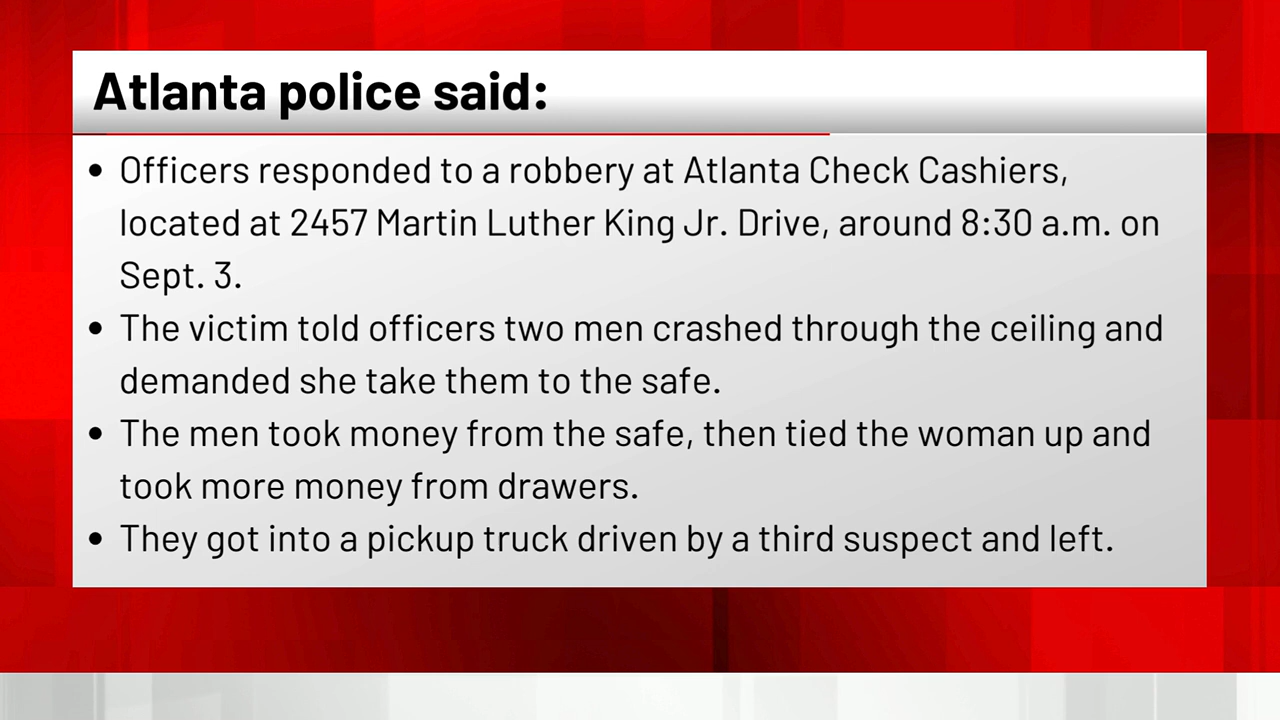 Atlanta police said:
• Officers responded to a robbery at Atlanta Check Cashiers,
located at 2457 Martin Luther King Jr. Drive, around 8:30 a.m. on
Sept. 3.
• The victim told officers two men crashed through the ceiling and
demanded she take them to the safe.
• The men took money from the safe, then tied the woman up and
took more money from drawers.
• They got into a pickup truck driven by a third suspect and left.